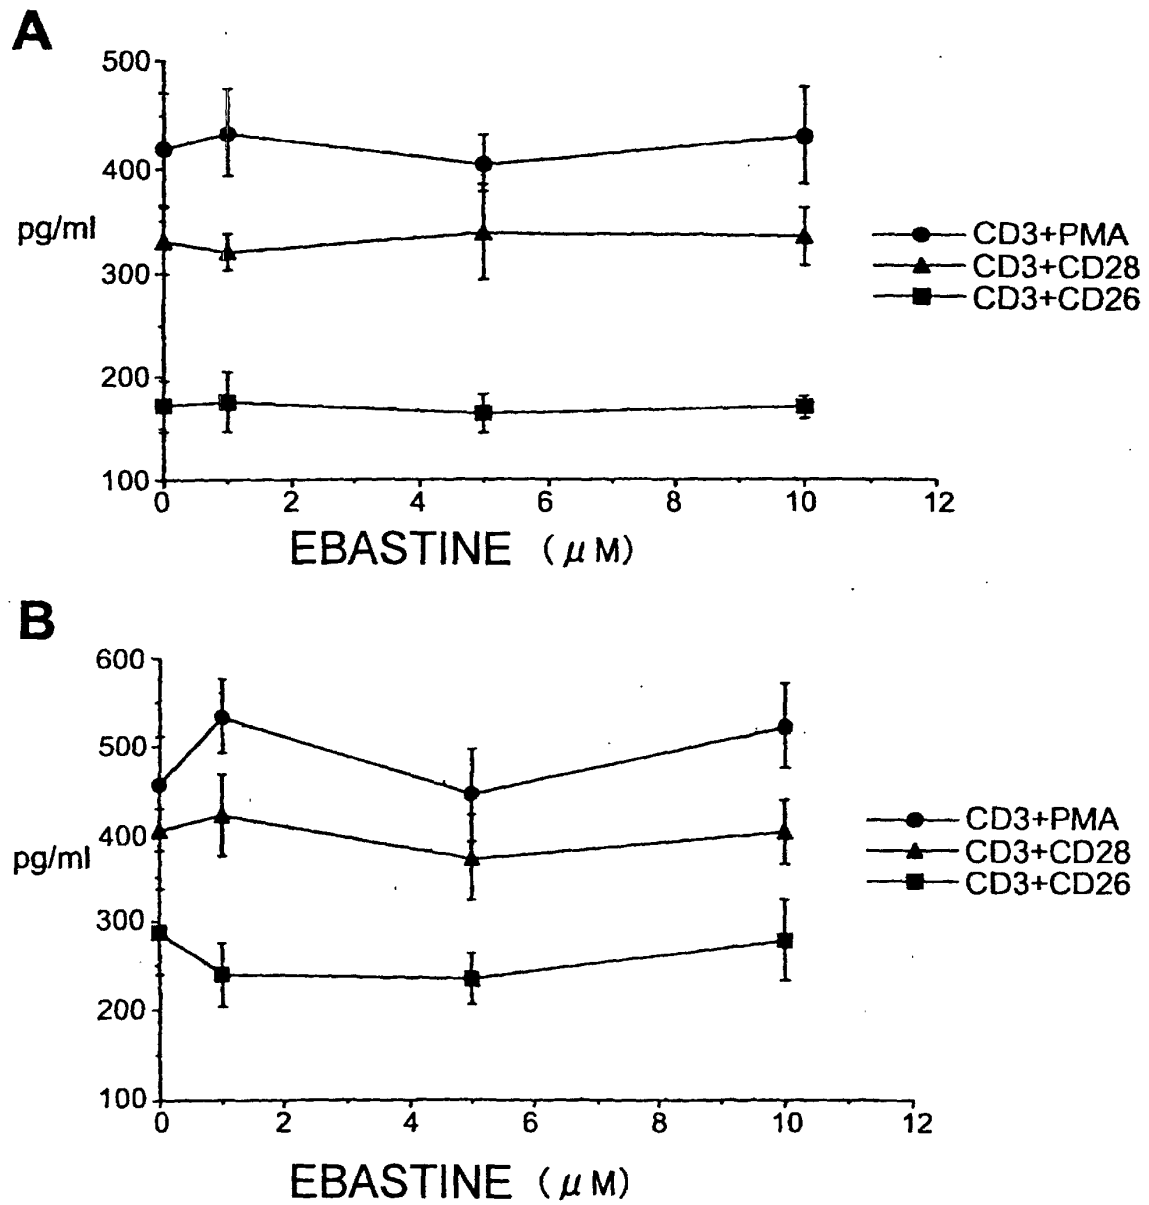 A
500
400
pg/ml
300
200
100
0 2 4 6 8 10 12
EBASTINE (μM)
CD3+PMA
CD3+CD28
CD3+CD26
B
600
500
400
pg/ml
300
200
100
0 2 4 6 8 10 12
EBASTINE (μM)
CD3+PMA
CD3+CD28
CD3+CD26